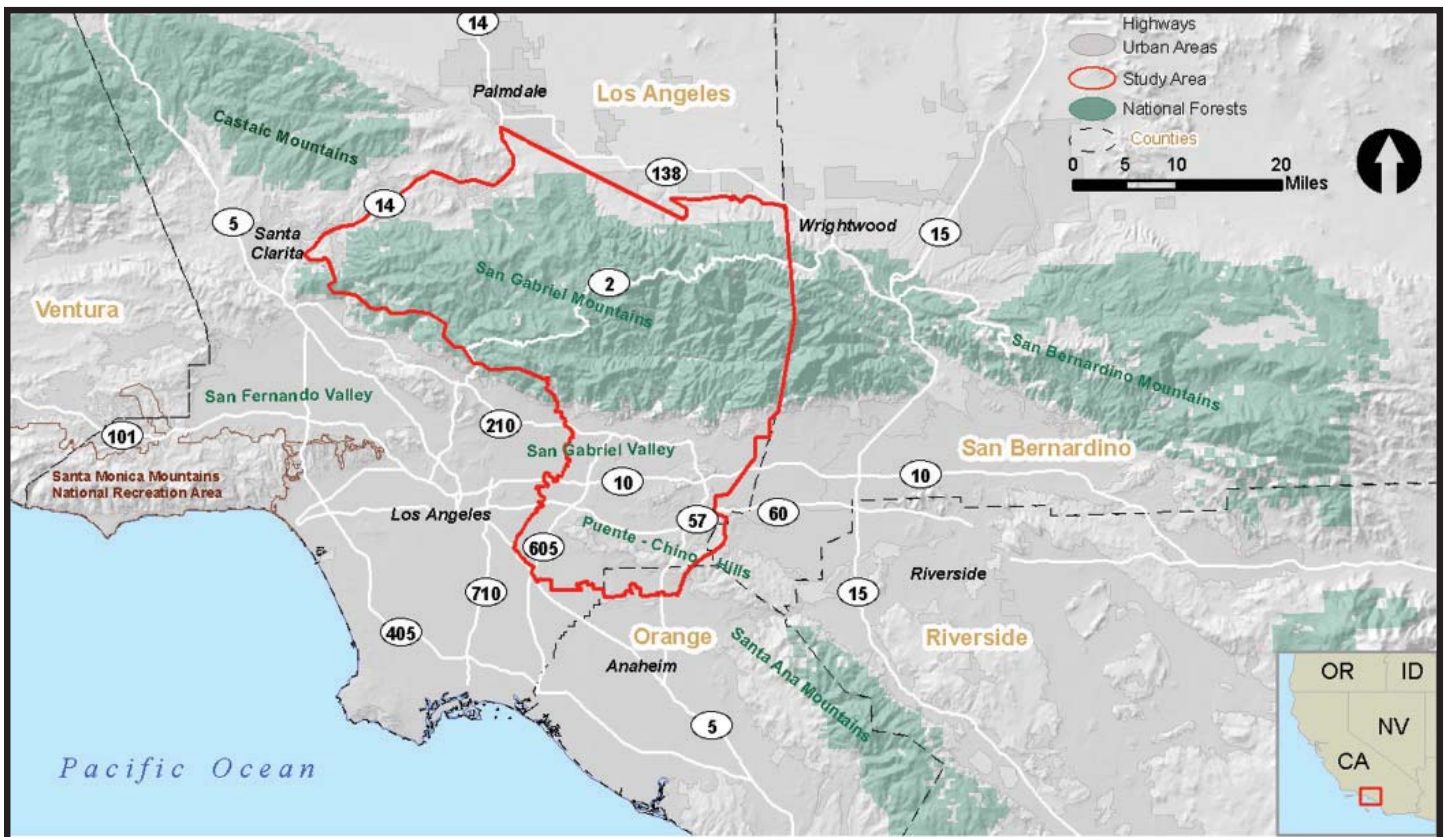 14
Palmdale
Los Angeles
Castaic Mountains
Highways
Urban Areas
Study Area
National Forests
Counties
0 5 10 20
Miles
138
14
5
Santa
Clarita
Wrightwood
15
San Gabriel Mountains
2
Ventura
San Bernardino Mountains
San Fernando Valley
101
210
San Gabriel Valley
San Bernardino
Santa Monica Mountains
National Recreation Area
10
10
Los Angeles
57
60
Puente - Chino Hills
605
Riverside
710
15
405
Orange
Riverside
Anaheim
Santa Ana Mountains
5
Pacific Ocean
OR
ID
NV
CA